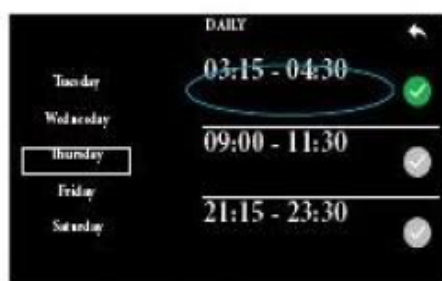 DAILY
03:15 - 04:30
Tuesday
Wednesday
09:00 - 11:30
Thursday
Friday
21:15 - 23:30
Saturday